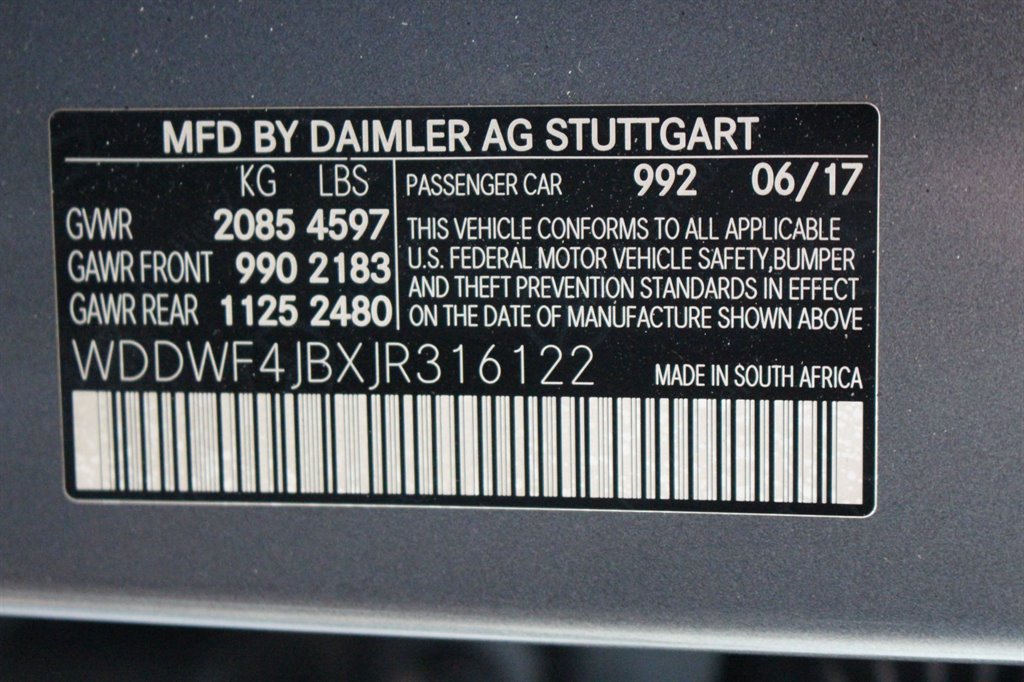 MFD BY DAIMLER AG STUTTGART
KG LBS
GVWR 2085 4597
GAWR FRONT 990 2183
GAWR REAR 1125 2480
PASSENGER CAR 992 06/17
THIS VEHICLE CONFORMS TO ALL APPLICABLE
U.S. FEDERAL MOTOR VEHICLE SAFETY,BUMPER
AND THEFT PREVENTION STANDARDS IN EFFECT
ON THE DATE OF MANUFACTURE SHOWN ABOVE
WDDWF4JBXJR316122
MADE IN SOUTH AFRICA